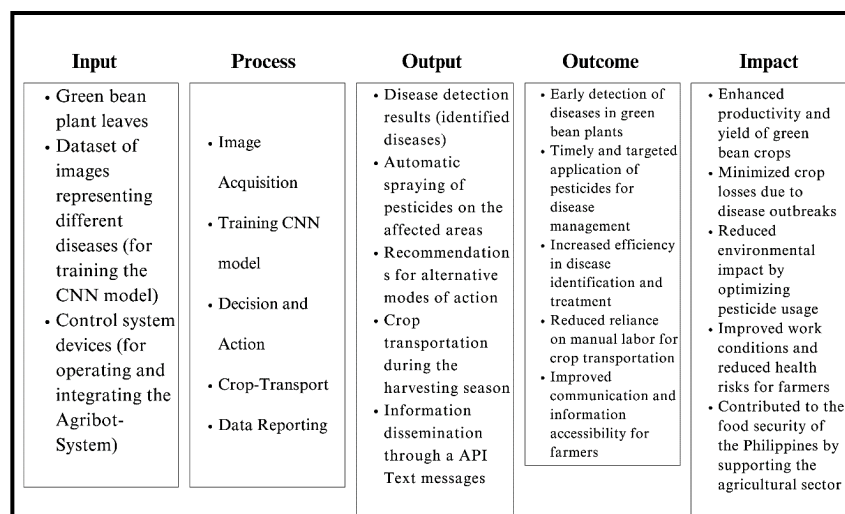 Input
• Green bean
plant leaves
• Dataset of
images
representing
different
diseases (for
training the
CNN model)
• Control system
devices (for
operating and
integrating the
Agribot-
System)
Process
• Image
Acquisition
• Training CNN
model
• Decision and
Action
• Crop-Transport
• Data Reporting
Output
• Disease detection
results (identified
diseases)
• Automatic
spraying of
pesticides on the
affected areas
• Recommendation
s for alternative
modes of action
• Crop
transportation
during the
harvesting season
• Information
dissemination
through a API
Text messages
Outcome
• Early detection of
diseases in green
bean plants
• Timely and targeted
application of
pesticides for
disease
management
• Increased efficiency
in disease
identification and
treatment
• Reduced reliance
on manual labor for
crop transportation
• Improved
communication and
information
accessibility for
farmers
Impact
• Enhanced
productivity and
yield of green
bean crops
• Minimized crop
losses due to
disease outbreaks
• Reduced
environmental
impact by
optimizing
pesticide usage
• Improved work
conditions and
reduced health
risks for farmers
• Contributed to the
food security of
the Philippines by
supporting the
agricultural sector